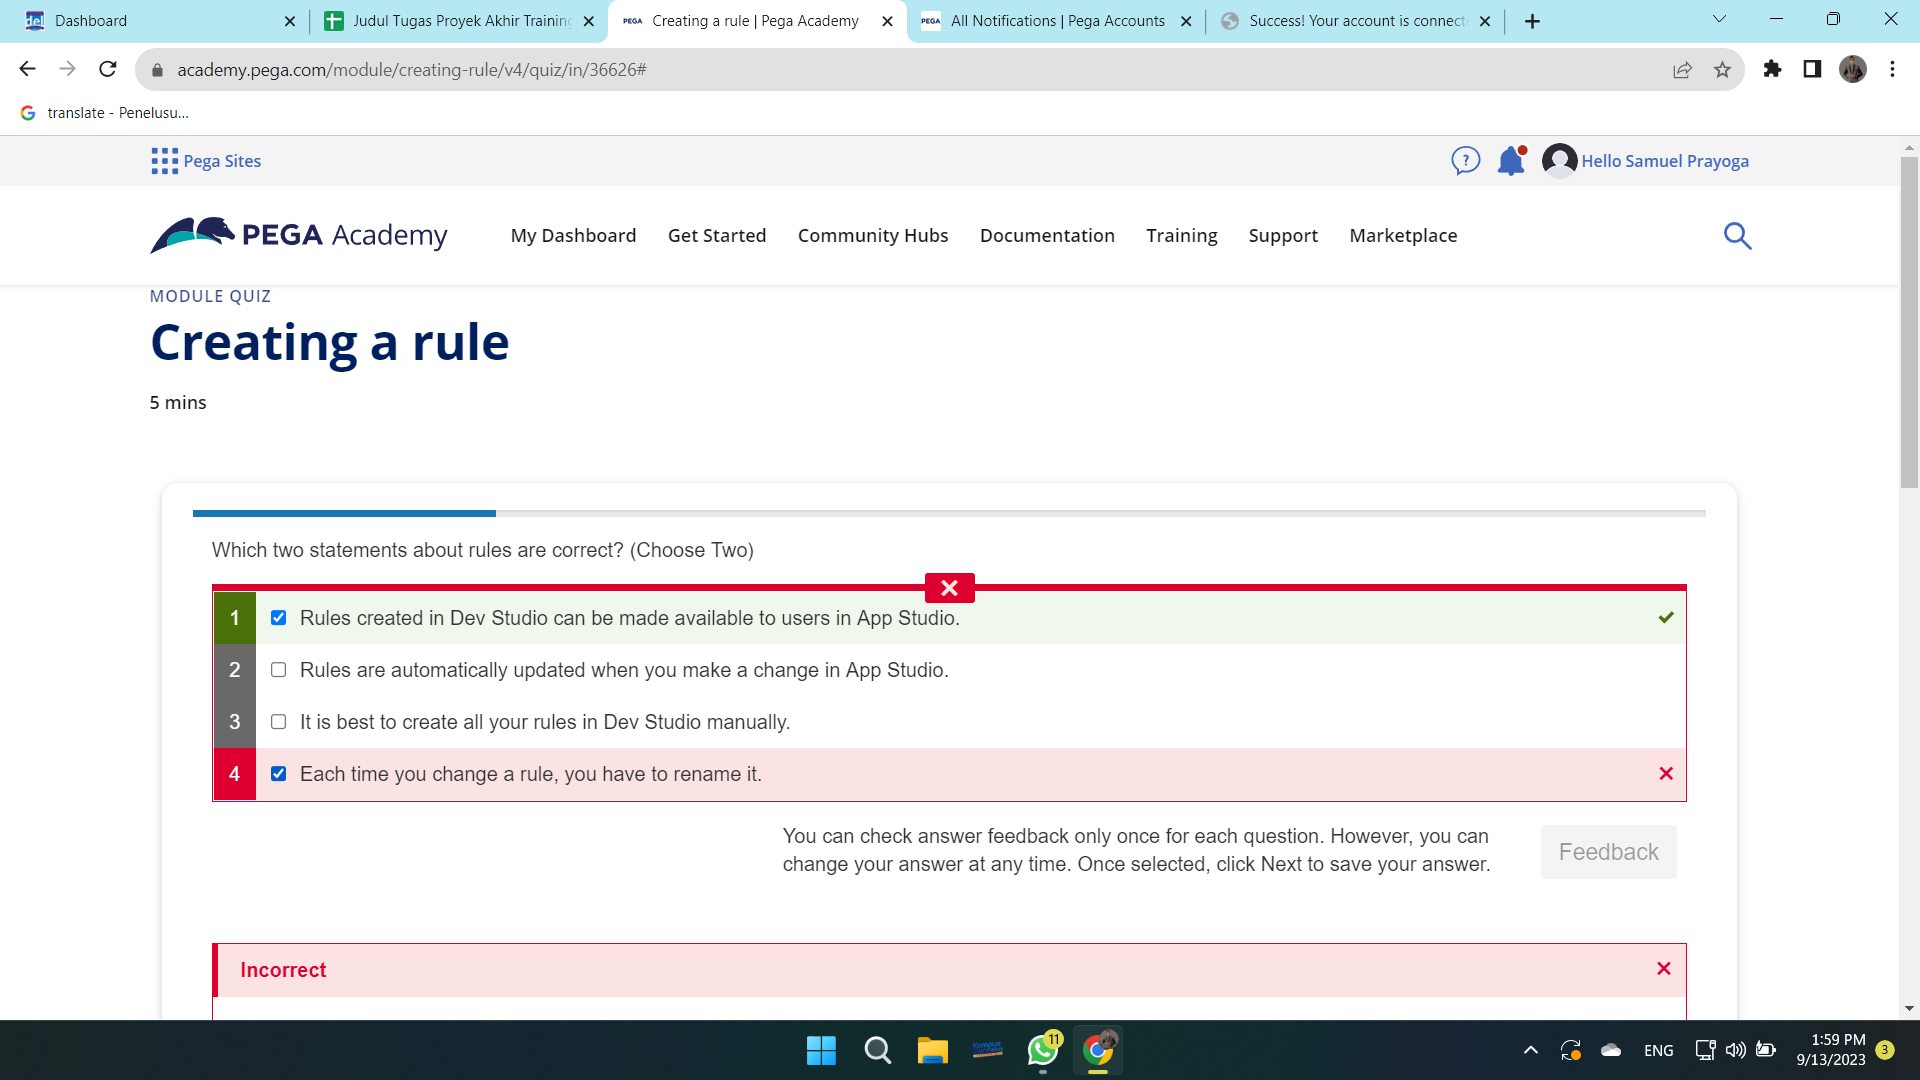 Dashboard
Judul Tugas Proyek Akhir Training
Creating a rule | Pega Academy
All Notifications | Pega Accounts
Success! Your account is connect
academy.pega.com/module/creating-rule/v4/quiz/in/36626#
translate - Penelusu...
Pega Sites
Hello Samuel Prayoga
PEGA Academy
My Dashboard
Get Started
Community Hubs
Documentation
Training
Support
Marketplace
MODULE QUIZ
Creating a rule
5 mins
Which two statements about rules are correct? (Choose Two)
1 Rules created in Dev Studio can be made available to users in App Studio.
2 Rules are automatically updated when you make a change in App Studio.
3 It is best to create all your rules in Dev Studio manually.
4 Each time you change a rule, you have to rename it.
You can check answer feedback only once for each question. However, you can
change your answer at any time. Once selected, click Next to save your answer.
Feedback
Incorrect
11
ENG
1:59 PM
9/13/2023
3